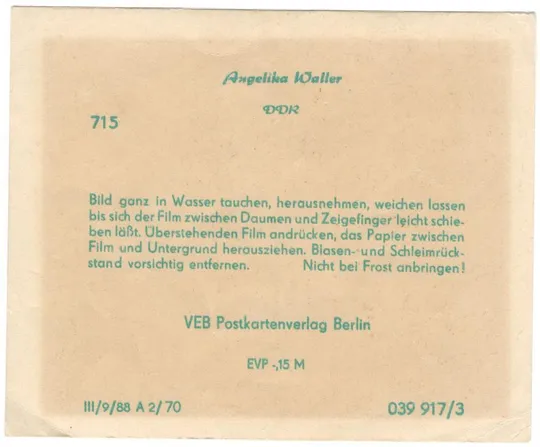 Angelika Waller
DDR
715
Bild ganz in Wasser tauchen, herausnehmen, weichen lassen
bis sich der Film zwischen Daumen und Zeigefinger leicht schie-
ben läßt. Überstehenden Film andrücken, das Papier zwischen
Film und Untergrund herausziehen. Blasen- und Schleimrück-
stand vorsichtig entfernen. Nicht bei Frost anbringen!
VEB Postkartenverlag Berlin
EVP -,15 M
III/9/88 A 2/70 039 917/3